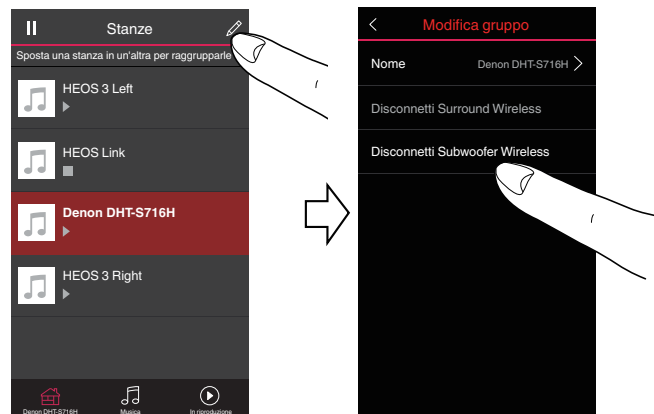 Stanze
Sposta una stanza in un'altra per raggrupparle
HEOS 3 Left
HEOS Link
Denon DHT-S716H
HEOS 3 Right
Denon DHT-S716H
Musica
In riproduzione
Modifica gruppo
Nome
Denon DHT-S716H
Disconnetti Surround Wireless
Disconnetti Subwoofer Wireless